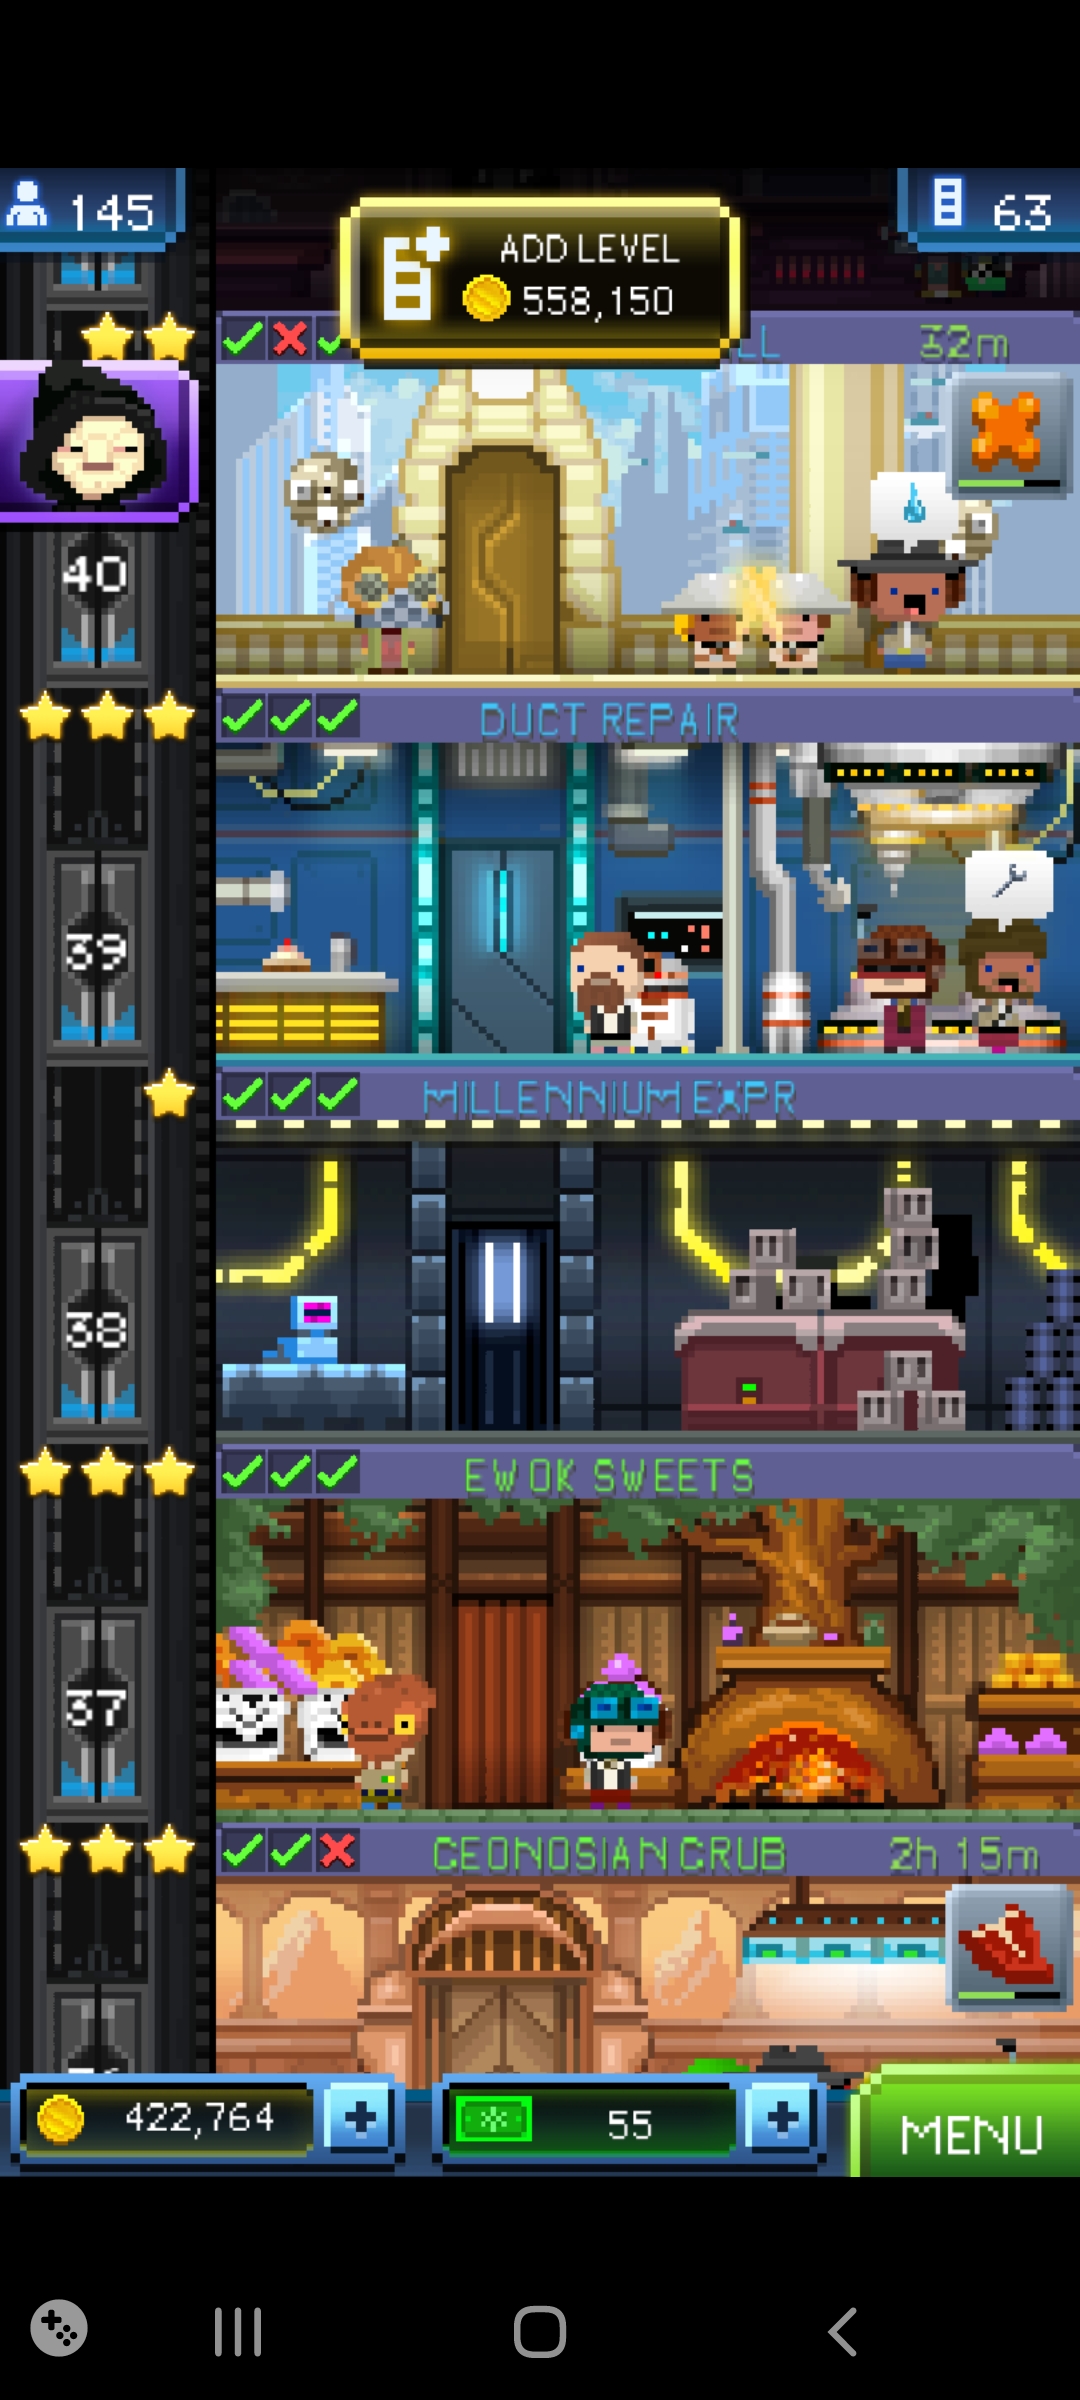 145
63
ADD LEVEL
558,150
LL 32m
40
DUCT REPAIR
39
MILLENNIUM EXPR
38
EWOK SWEETS
37
GEONOSIAN GRUB 2h 15m
422,764
55
MENU